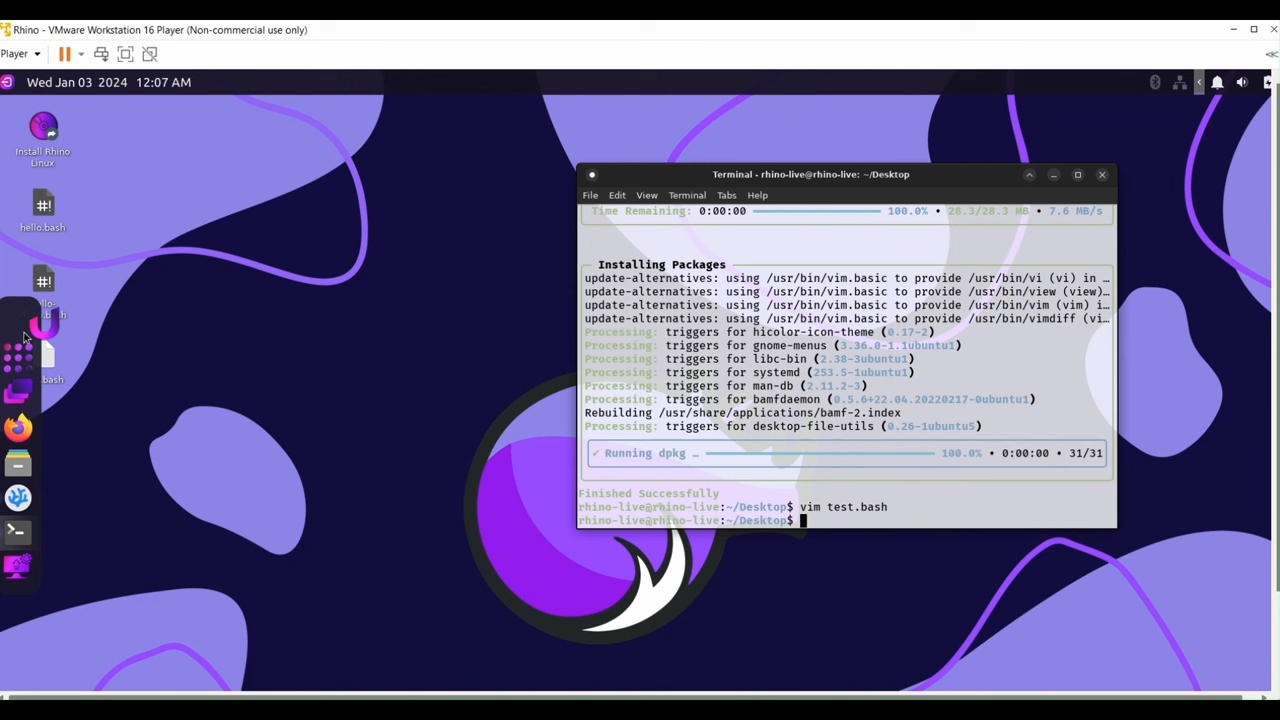 Rhino - VMware Workstation 16 Player (Non-commercial use only)
Player
Wed Jan 03 2024 12:07 AM
Install Rhino
Linux
#!
hello.bash
#!
Terminal - rhino-live@rhino-live: ~/Desktop
File Edit View Terminal Tabs Help
Time Remaining: 0:00:00 100.0% • 28.3/28.3 MB • 7.6 MB/s
Installing Packages
update-alternatives: using /usr/bin/vim.basic to provide /usr/bin/vi (vi) in …
update-alternatives: using /usr/bin/vim.basic to provide /usr/bin/view (view)…
update-alternatives: using /usr/bin/vim.basic to provide /usr/bin/vim (vim) i…
update-alternatives: using /usr/bin/vim.basic to provide /usr/bin/vimdiff (vi…
Processing: triggers for hicolor-icon-theme (0.17-2)
Processing: triggers for gnome-menus (3.36.0-1.1ubuntu1)
Processing: triggers for libc-bin (2.38-3ubuntu1)
Processing: triggers for systemd (253.5-1ubuntu1)
Processing: triggers for man-db (2.11.2-3)
Processing: triggers for bamfdaemon (0.5.6+22.04.20220217-0ubuntu1)
Rebuilding /usr/share/applications/bamf-2.index
Processing: triggers for desktop-file-utils (0.26-1ubuntu5)
✔ Running dpkg … 100.0% • 0:00:00 • 31/31
Finished Successfully
rhino-live@rhino-live:~/Desktop$ vim test.bash
rhino-live@rhino-live:~/Desktop$